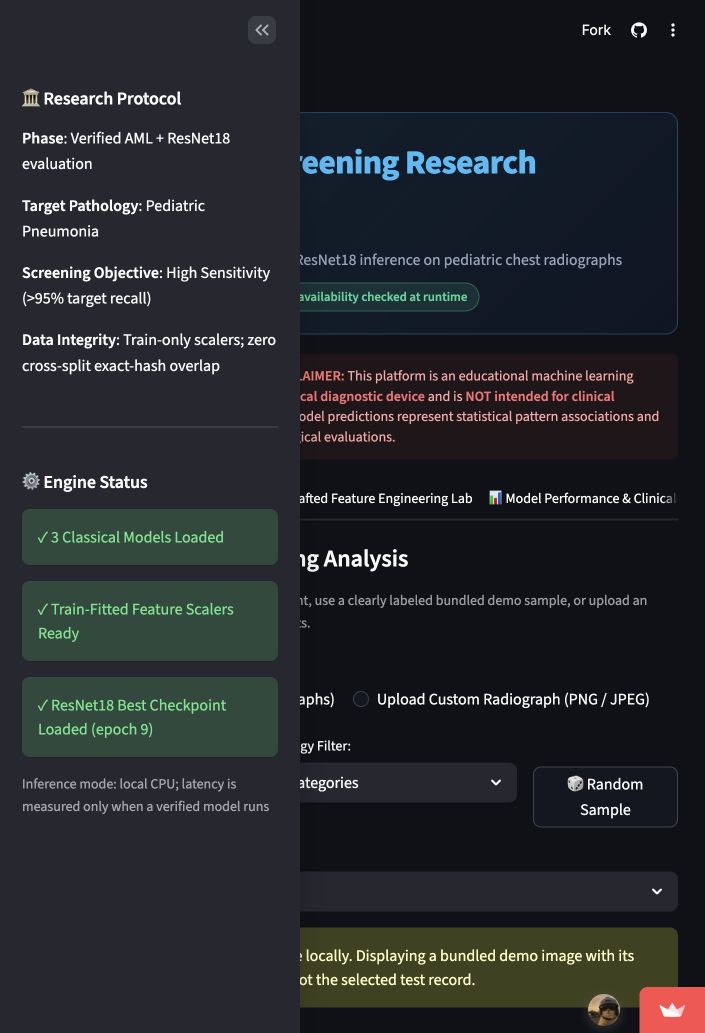 Research Protocol
Phase: Verified AML + ResNet18
evaluation
Target Pathology: Pediatric
Pneumonia
Screening Objective: High Sensitivity
(>95% target recall)
Data Integrity: Train-only scalers; zero
cross-split exact-hash overlap
Engine Status
✓ 3 Classical Models Loaded
✓ Train-Fitted Feature Scalers
Ready
✓ ResNet18 Best Checkpoint
Loaded (epoch 9)
Inference mode: local CPU; latency is
measured only when a verified model runs
Fork
reening Research
ResNet18 inference on pediatric chest radiographs
availability checked at runtime
LAIMER: This platform is an educational machine learning
cal diagnostic device and is NOT intended for clinical
odel predictions represent statistical pattern associations and
gical evaluations.
afted Feature Engineering Lab
Model Performance & Clinical
ng Analysis
nt, use a clearly labeled bundled demo sample, or upload an
ts.
aphs)
Upload Custom Radiograph (PNG / JPEG)
gy Filter:
ategories
Random
Sample
e locally. Displaying a bundled demo image with its
ot the selected test record.